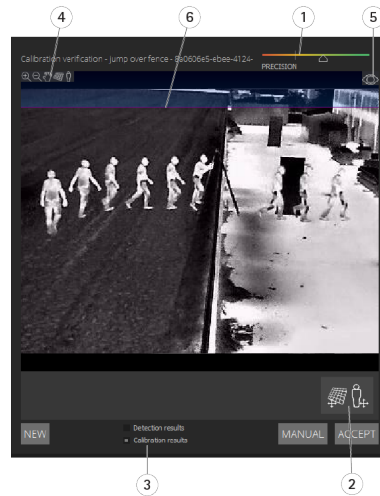 4
6
1
5
Calibration verification - jump over fence - 8a0606e5-ebee-4124-
PRECISION
NEW
Detection results
Calibration results
MANUAL
ACCEPT
3
2